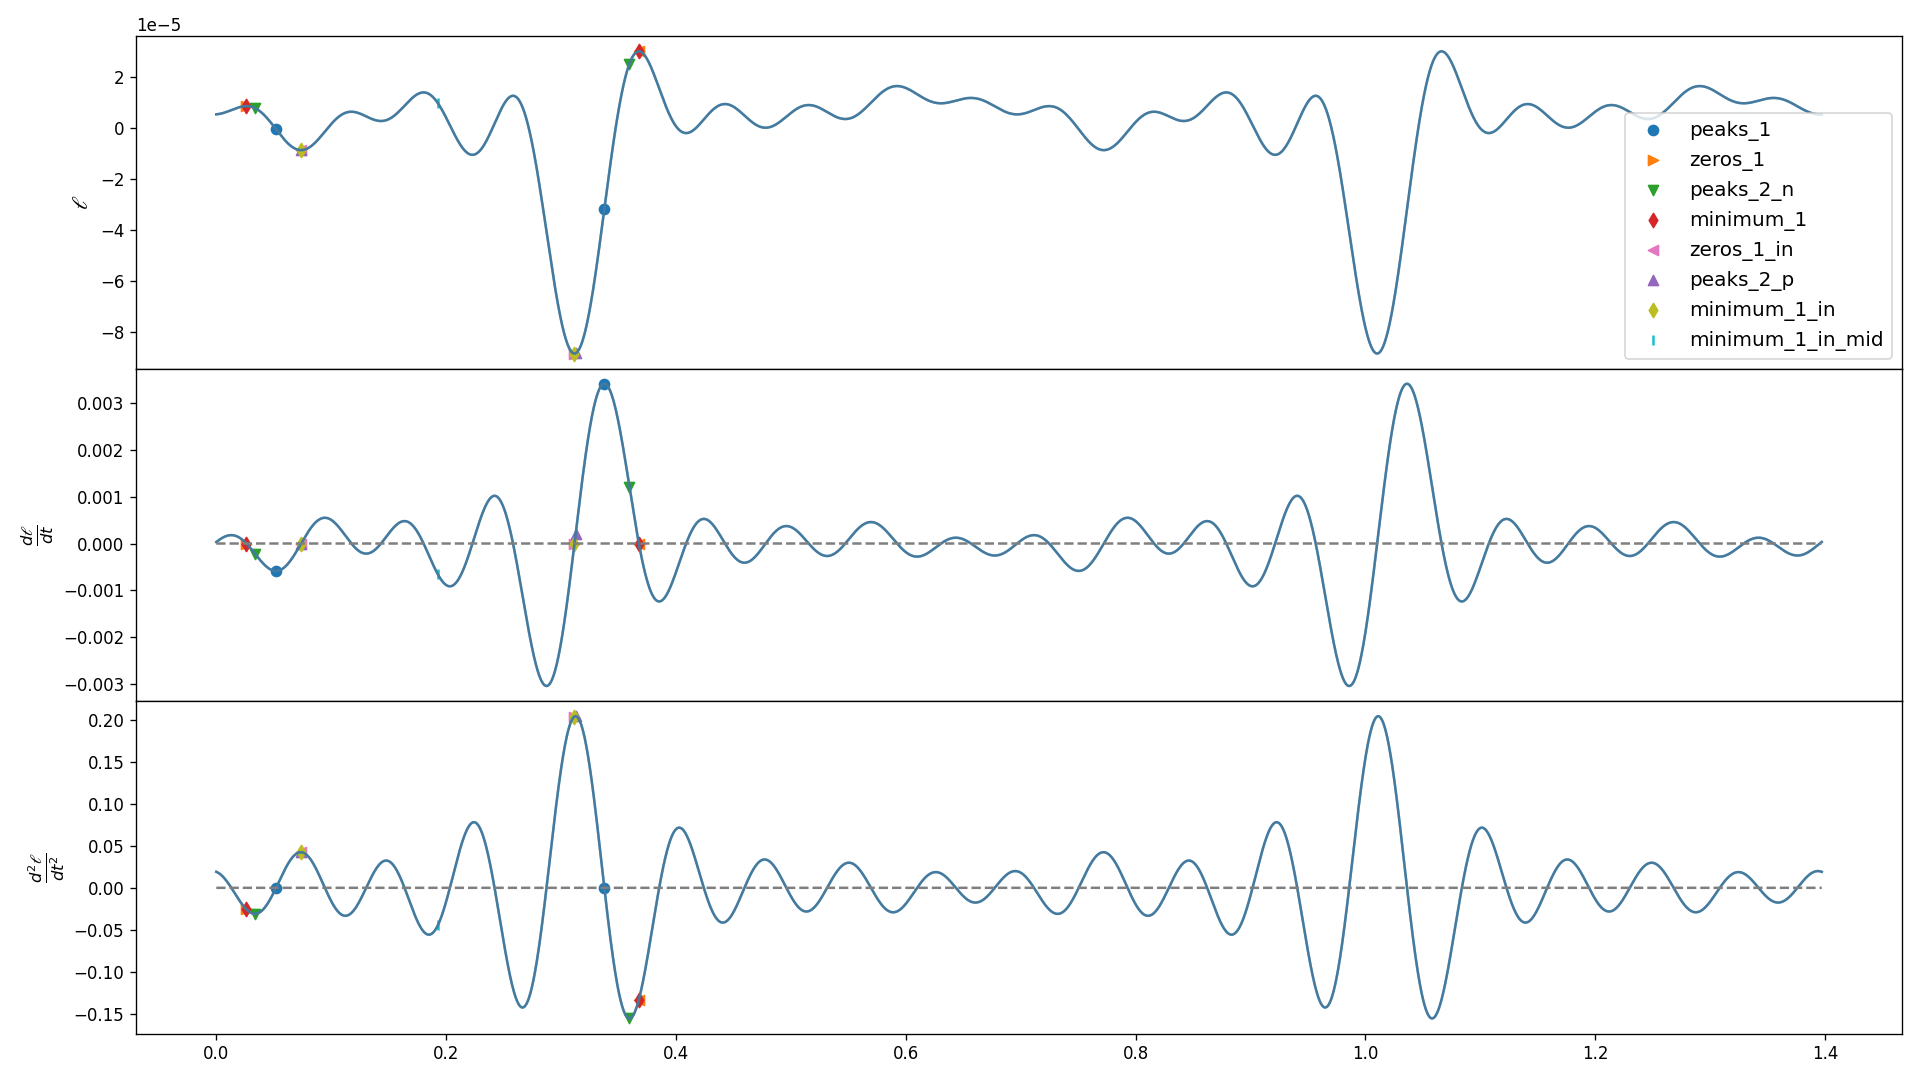 1e−5
2
0
−2
−4
−6
−8
ℓ
peaks_1
zeros_1
peaks_2_n
minimum_1
zeros_1_in
peaks_2_p
minimum_1_in
minimum_1_in_mid
0.003
0.002
0.001
0.000
−0.001
−0.002
−0.003
dℓ/dt
0.20
0.15
0.10
0.05
0.00
−0.05
−0.10
−0.15
d²ℓ/dt²
0.0 0.2 0.4 0.6 0.8 1.0 1.2 1.4